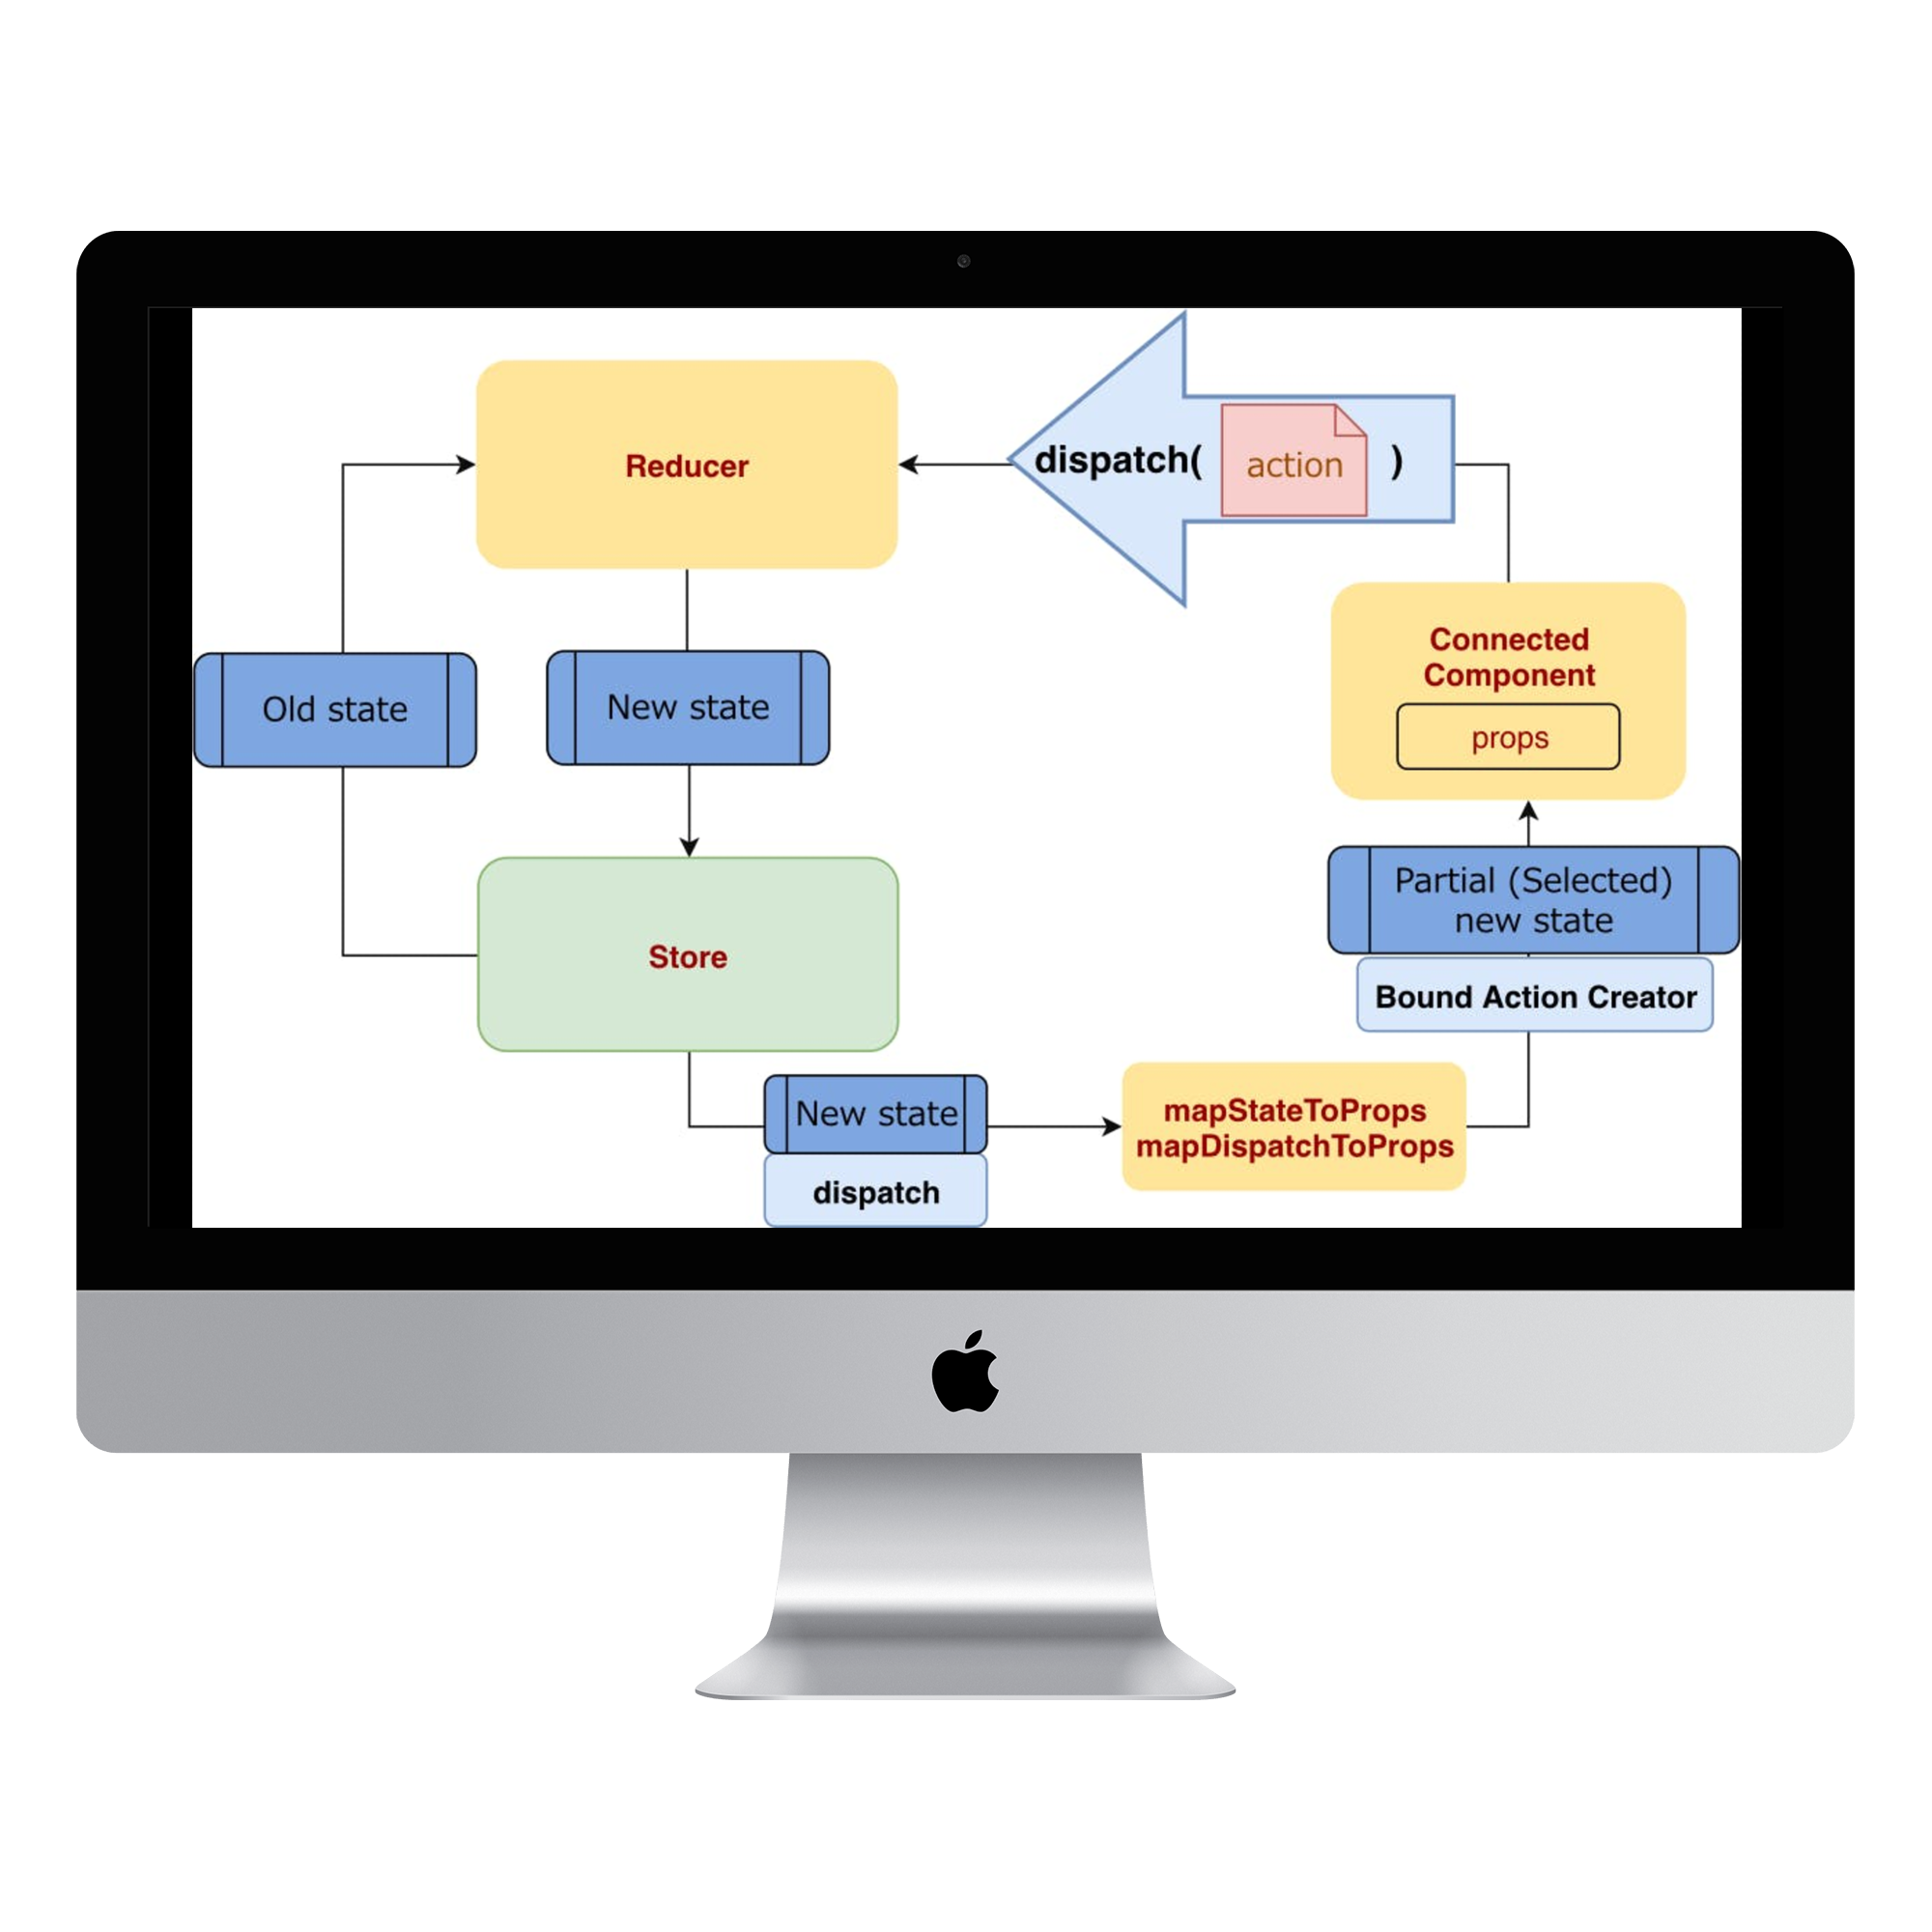 Reducer
dispatch( action )
Old state
New state
Connected
Component
props
Partial (Selected)
new state
Store
Bound Action Creator
New state
mapStateToProps
mapDispatchToProps
dispatch